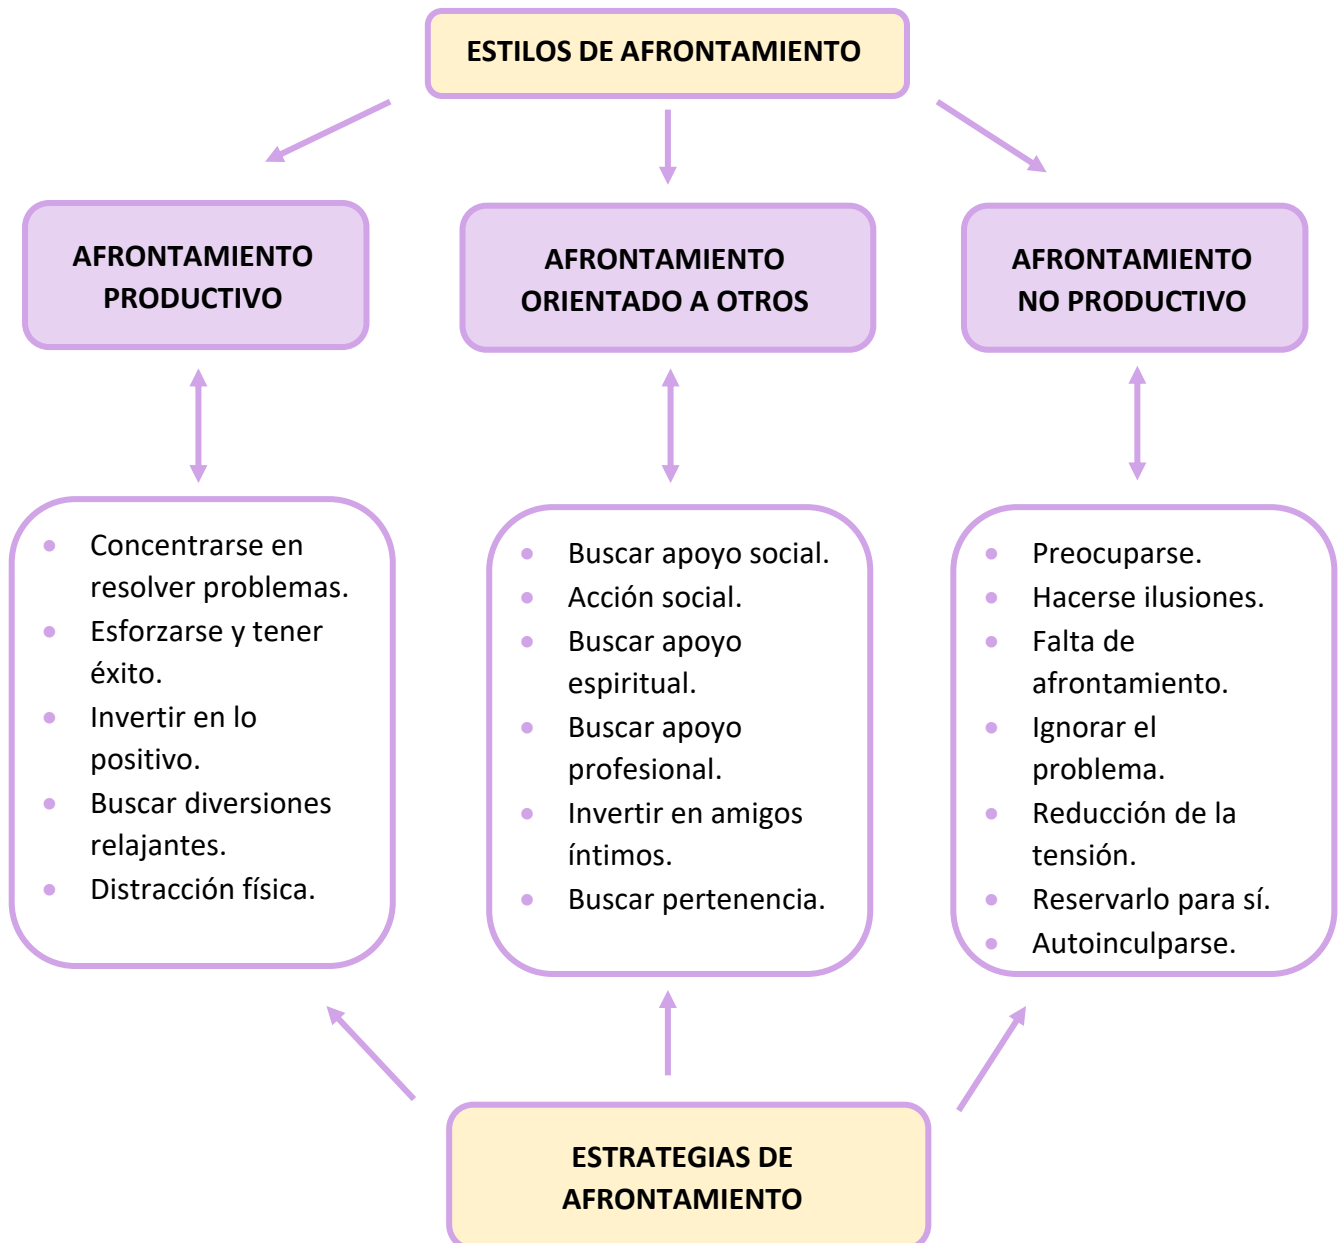 ESTILOS DE AFRONTAMIENTO
AFRONTAMIENTO
PRODUCTIVO
AFRONTAMIENTO
ORIENTADO A OTROS
AFRONTAMIENTO
NO PRODUCTIVO
• Concentrarse en
resolver problemas.
• Esforzarse y tener
éxito.
• Invertir en lo
positivo.
• Buscar diversiones
relajantes.
• Distracción física.
• Buscar apoyo social.
• Acción social.
• Buscar apoyo
espiritual.
• Buscar apoyo
profesional.
• Invertir en amigos
íntimos.
• Buscar pertenencia.
• Preocuparse.
• Hacerse ilusiones.
• Falta de
afrontamiento.
• Ignorar el
problema.
• Reducción de la
tensión.
• Reservarlo para sí.
• Autoinculparse.
ESTRATEGIAS DE
AFRONTAMIENTO